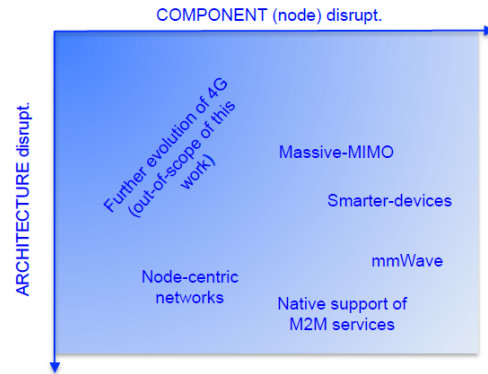 COMPONENT (node) disrupt.
ARCHITECTURE disrupt.
Further evolution of 4G
(out-of-scope of this
work)
Massive-MIMO
Smarter-devices
mmWave
Node-centric
networks
Native support of
M2M services